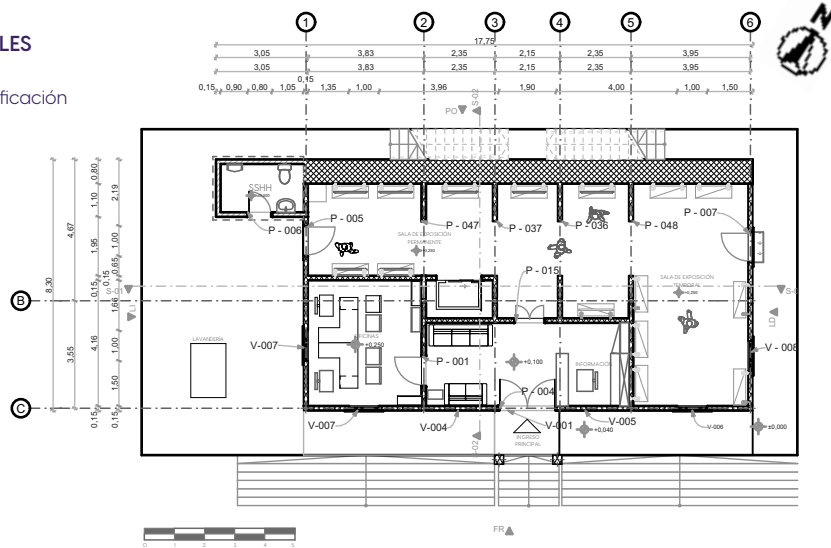 LES
ficación
N
1 2 3 4 5 6
17,75
3,05 3,83 2,35 2,15 2,35 3,95
3,05 3,83 2,35 2,15 2,35 3,95
0,15
0,15 0,90 0,80 1,05 1,35 1,00 3,96 1,90 4,00 1,00 1,50
PO
S-02
SSHH
P - 006
P - 005
P - 047
P - 037
P - 036
P - 048
P - 007
SALA DE EXPOSICIÓN
PERMANENTE
P - 015
SALA DE EXPOSICIÓN
TEMPORAL
8,30
4,67
3,55
0,80
1,10
1,95
0,15
4,16
0,15
2,19
1,00
0,65
0,15
1,66
1,00
1,50
0,15
B
C
S-01
LI
LD
LAVANDERÍA
V-007
OFICINAS
+0,250
P - 001
+0,100
INFORMACIÓN
V - 008
P - 004
V-007
V-004
V-001
V-005
+0,040
V-006
±0,000
INGRESO
PRINCIPAL
S-02
FR
0 1 2 3 4 5